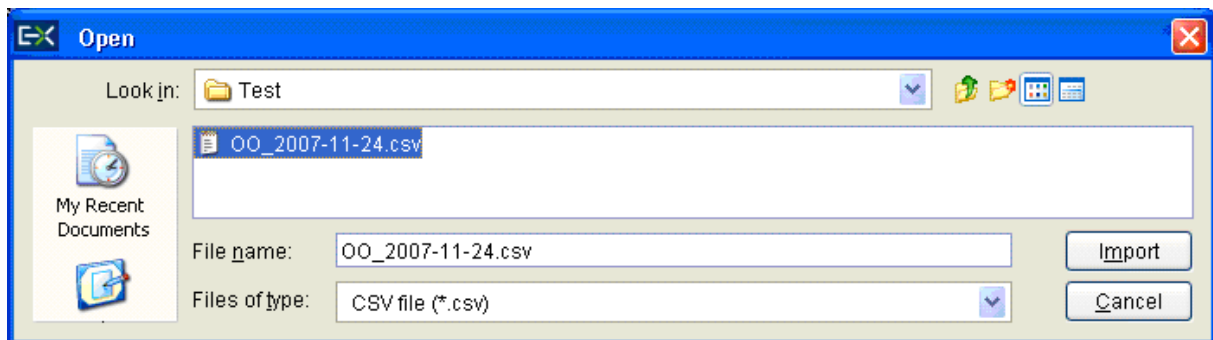 EX Open
Look in: Test
OO_2007-11-24.csv
My Recent
Documents
File name: OO_2007-11-24.csv
Import
Files of type: CSV file (*.csv)
Cancel